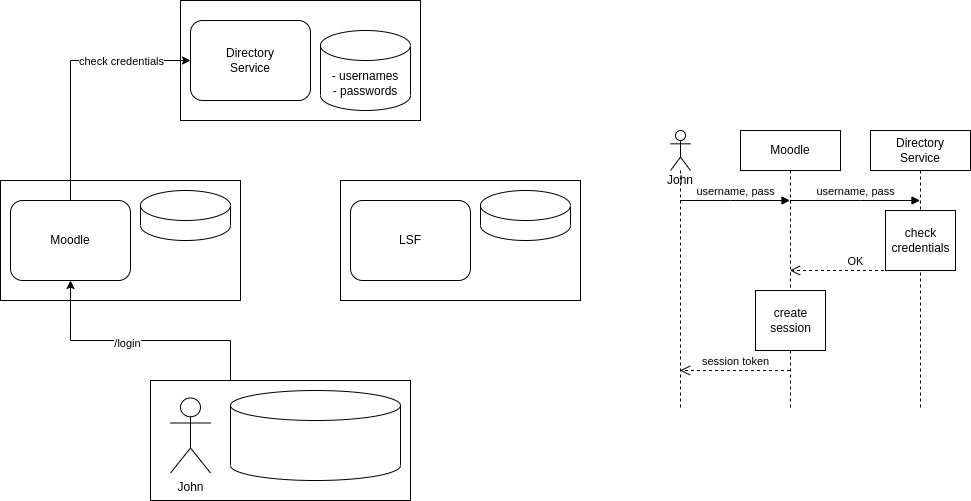 Directory
Service
- usernames
- passwords
check credentials
Moodle
LSF
/login
John
John
Moodle
Directory
Service
username, pass
username, pass
check
credentials
OK
create
session
session token